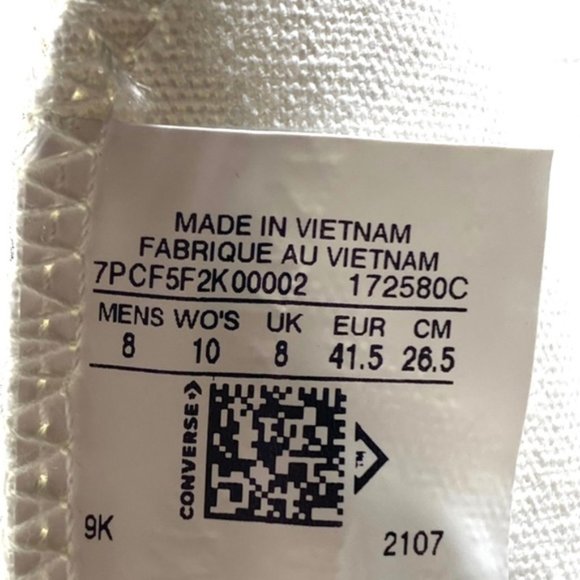 MADE IN VIETNAM
FABRIQUE AU VIETNAM
7PCF5F2K00002 172580C
MENS WO'S UK EUR CM
8 10 8 41.5 26.5
CONVERSE
TM
9K 2107